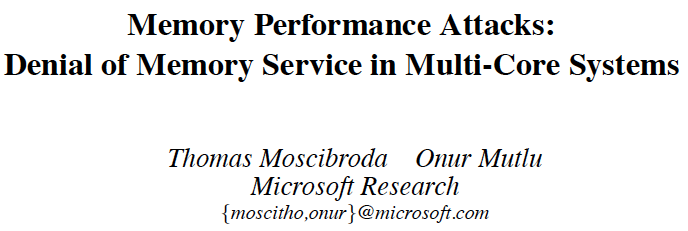 Memory Performance Attacks:
Denial of Memory Service in Multi-Core Systems
Thomas Moscibroda Onur Mutlu
Microsoft Research
{moscitho,onur}@microsoft.com